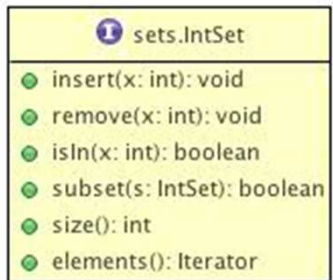 I sets.IntSet
insert(x: int): void
remove(x: int): void
isIn(x: int): boolean
subset(s: IntSet): boolean
size(): int
elements(): Iterator